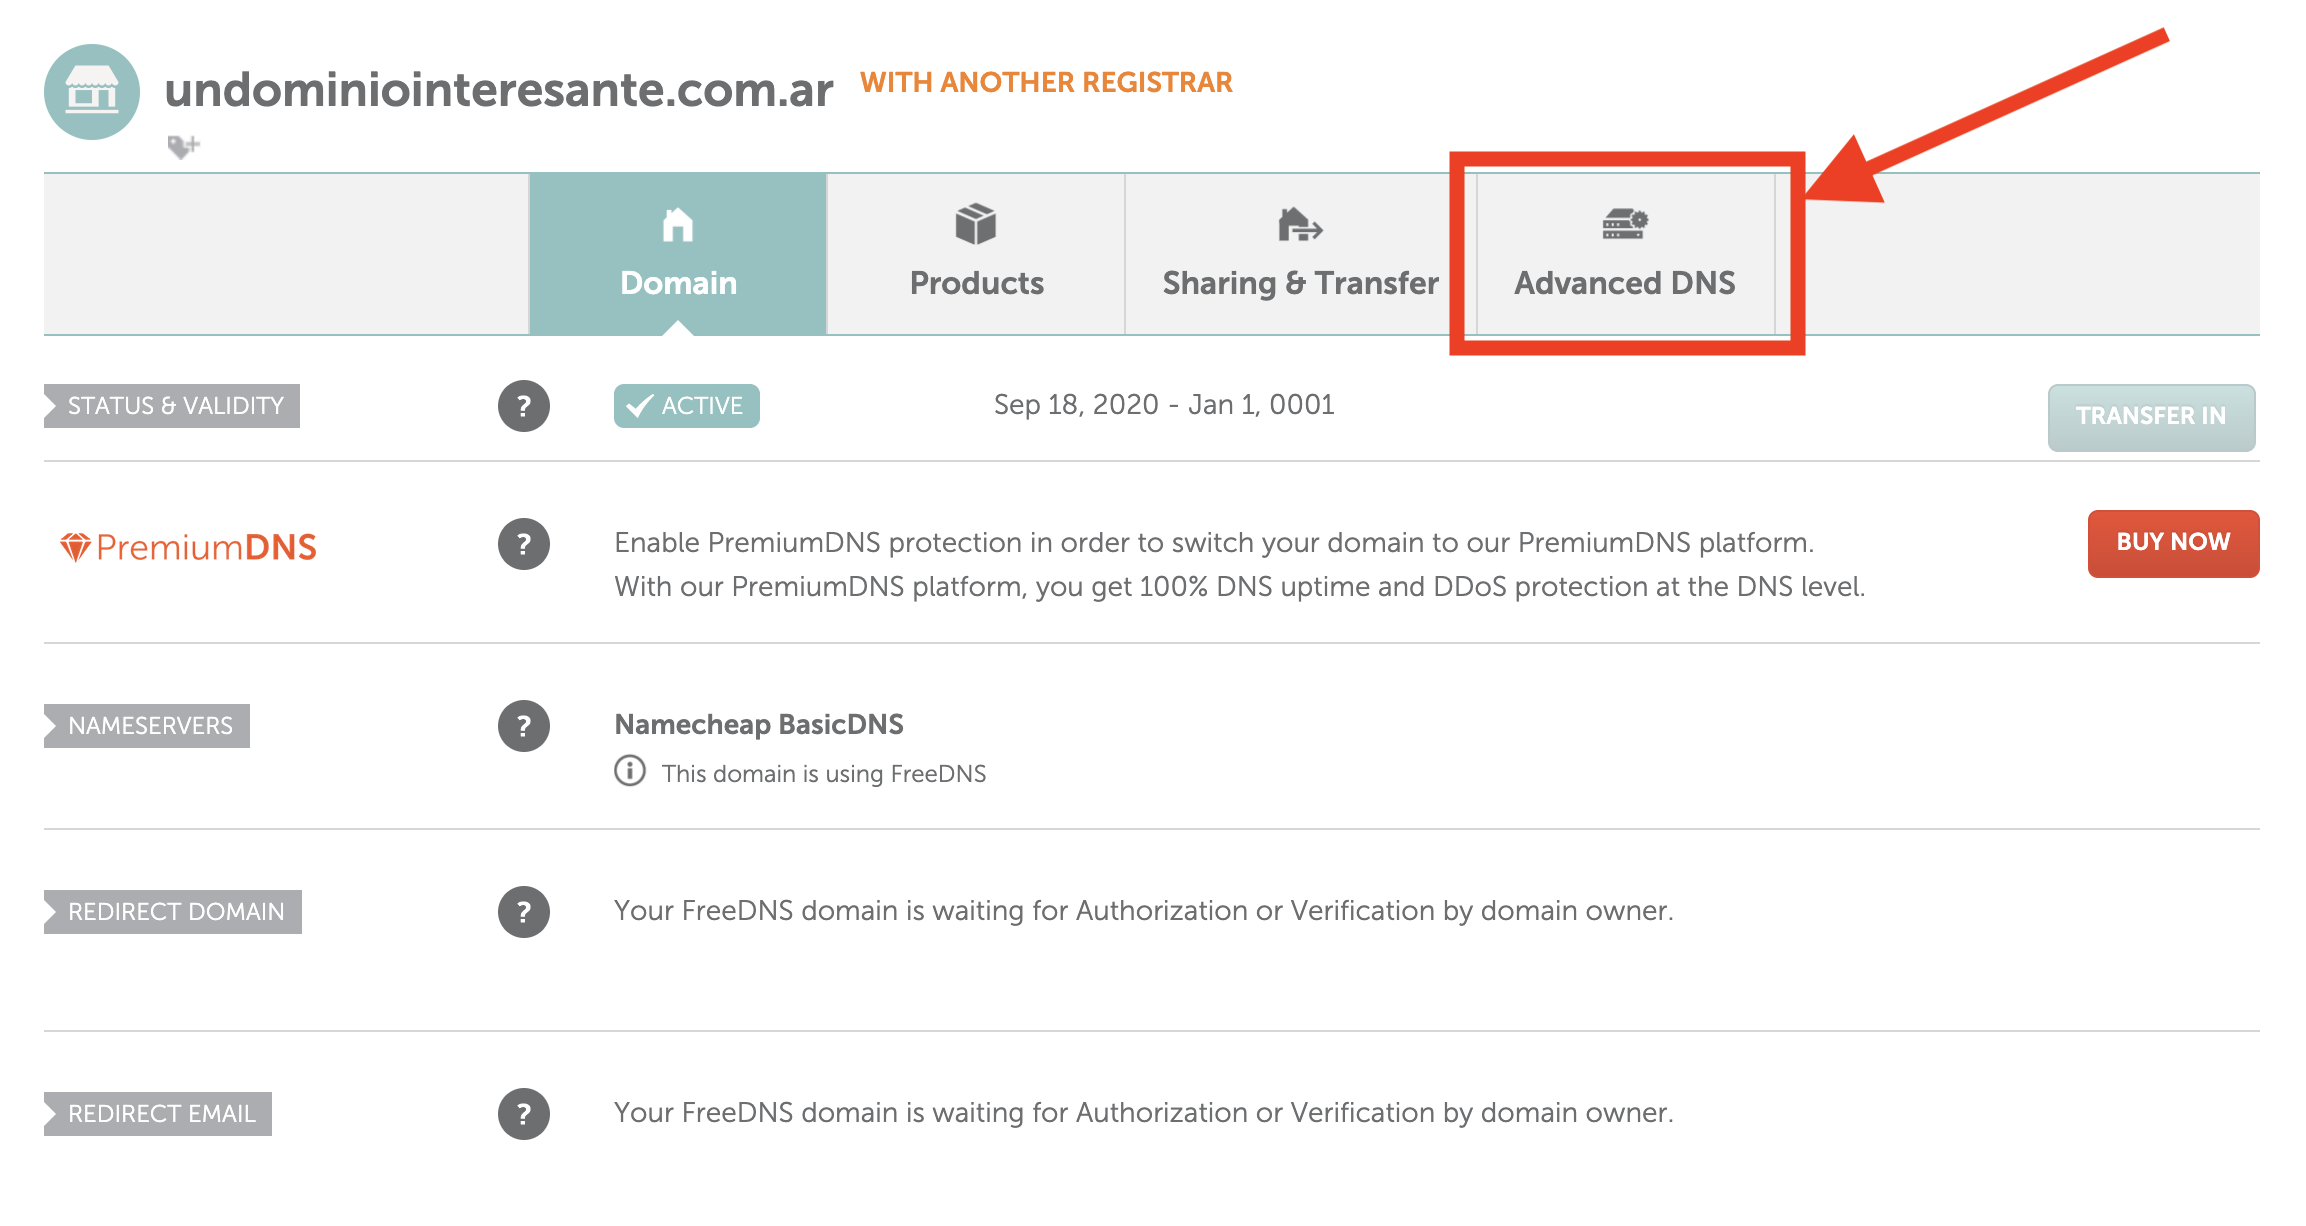 undominiointeresante.com.ar WITH ANOTHER REGISTRAR
Domain Products Sharing & Transfer Advanced DNS
STATUS & VALIDITY ? ACTIVE Sep 18, 2020 - Jan 1, 0001 TRANSFER IN
PremiumDNS ? Enable PremiumDNS protection in order to switch your domain to our PremiumDNS platform. BUY NOW
With our PremiumDNS platform, you get 100% DNS uptime and DDoS protection at the DNS level.
NAMESERVERS ? Namecheap BasicDNS
This domain is using FreeDNS
REDIRECT DOMAIN ? Your FreeDNS domain is waiting for Authorization or Verification by domain owner.
REDIRECT EMAIL ? Your FreeDNS domain is waiting for Authorization or Verification by domain owner.